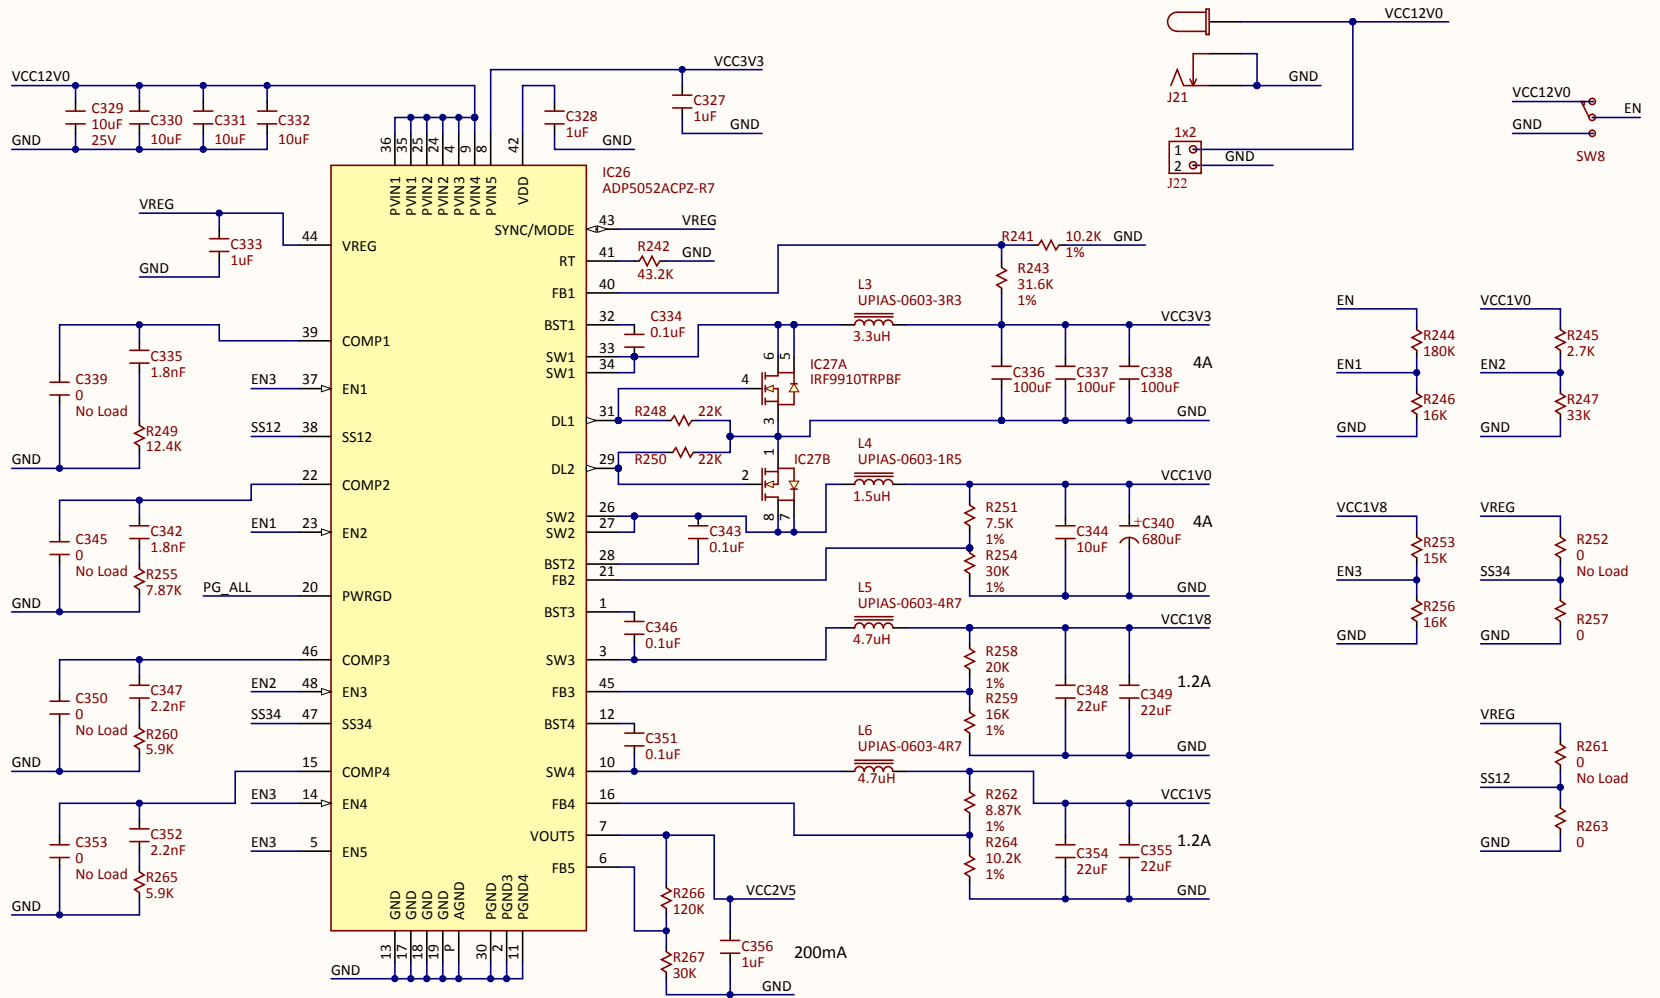 VCC12V0
J21
GND
1x2
1
2
GND
J22
VCC12V0
GND
EN
SW8
VCC12V0
GND
C329
10uF
25V
C330
10uF
C331
10uF
C332
10uF
VCC3V3
C327
1uF
GND
C328
1uF
GND
36
35
25
24
4
9
8
42
PVIN1
PVIN1
PVIN2
PVIN2
PVIN3
PVIN4
PVIN5
VDD
IC26
ADP5052ACPZ-R7
VREG
C333
1uF
GND
44
VREG
SYNC/MODE
43
VREG
RT
41
R242
43.2K
GND
FB1
40
R241
10.2K
1%
GND
R243
31.6K
1%
C339
0
No Load
C335
1.8nF
R249
12.4K
GND
39
COMP1
EN3
37
EN1
SS12
38
SS12
BST1
32
C334
0.1uF
SW1
33
SW1
34
L3
UPIAS-0603-3R3
3.3uH
VCC3V3
4A
C336
100uF
C337
100uF
C338
100uF
GND
6
5
4
3
IC27A
IRF9910TRPBF
DL1
31
R248
22K
DL2
29
R250
22K
1
2
8
7
IC27B
C345
0
No Load
C342
1.8nF
R255
7.87K
GND
22
COMP2
EN1
23
EN2
PG_ALL
20
PWRGD
SW2
26
SW2
27
BST2
28
FB2
21
C343
0.1uF
L4
UPIAS-0603-1R5
1.5uH
VCC1V0
4A
R251
7.5K
1%
R254
30K
1%
C344
10uF
+
C340
680uF
GND
C350
0
No Load
C347
2.2nF
R260
5.9K
GND
46
COMP3
EN2
48
EN3
SS34
47
SS34
BST3
1
C346
0.1uF
SW3
3
FB3
45
L5
UPIAS-0603-4R7
4.7uH
VCC1V8
1.2A
R258
20K
1%
R259
16K
1%
C348
22uF
C349
22uF
GND
C353
0
No Load
C352
2.2nF
R265
5.9K
GND
15
COMP4
EN3
14
EN4
EN3
5
EN5
BST4
12
C351
0.1uF
SW4
10
FB4
16
L6
UPIAS-0603-4R7
4.7uH
VCC1V5
1.2A
R262
8.87K
1%
R264
10.2K
1%
C354
22uF
C355
22uF
GND
VOUT5
7
FB5
6
R266
120K
R267
30K
VCC2V5
C356
1uF
200mA
GND
GND
GND
GND
GND
AGND
PGND
PGND3
PGND4
13
17
18
19
P
30
2
11
GND
EN
R244
180K
EN1
R246
16K
GND
VCC1V0
R245
2.7K
EN2
R247
33K
GND
VCC1V8
R253
15K
EN3
R256
16K
GND
VREG
R252
0
No Load
SS34
R257
0
GND
VREG
R261
0
No Load
SS12
R263
0
GND